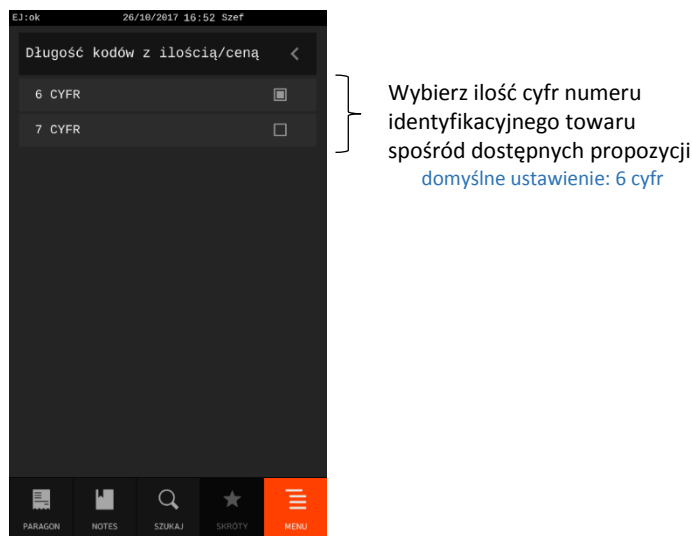 EJ:ok 26/10/2017 16:52 Szef
Długość kodów z ilością/ceną
6 CYFR
7 CYFR
PARAGON NOTES SZUKAJ SKRÓTY MENU
Wybierz ilość cyfr numeru
identyfikacyjnego towaru
spośród dostępnych propozycji
domyślne ustawienie: 6 cyfr